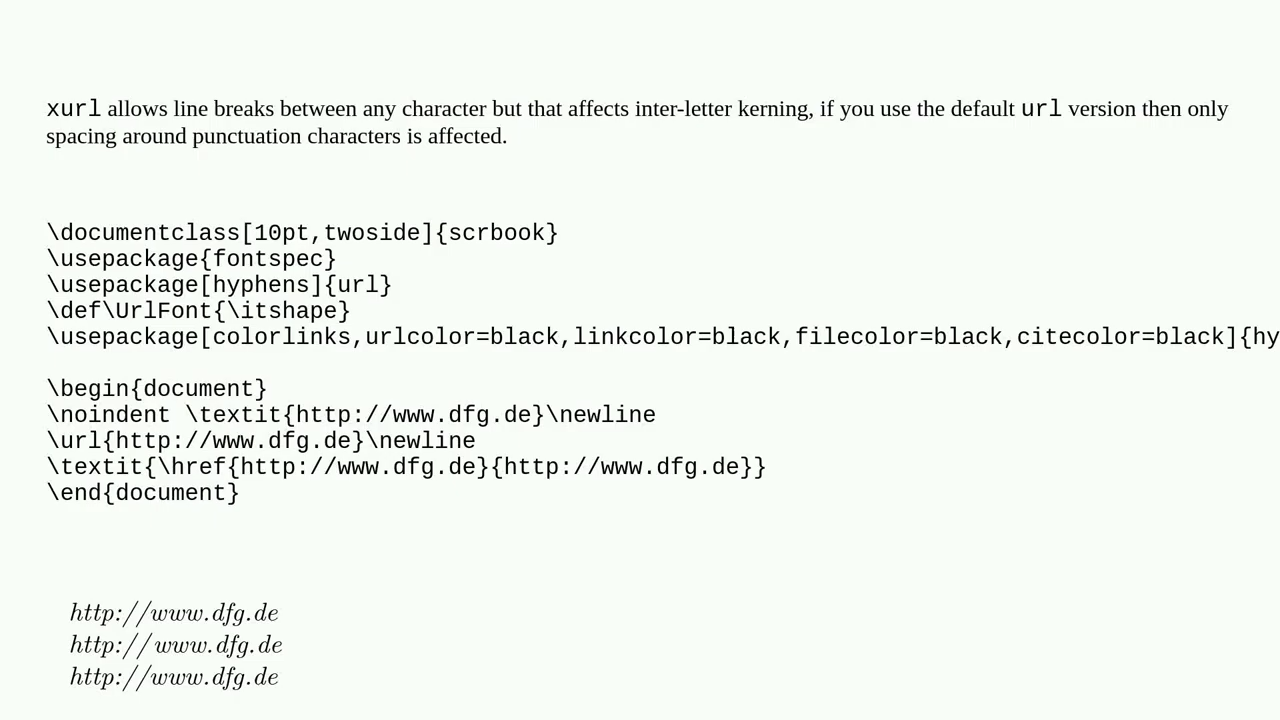 xurl allows line breaks between any character but that affects inter-letter kerning, if you use the default url version then only
spacing around punctuation characters is affected.
\documentclass[10pt,twoside]{scrbook}
\usepackage{fontspec}
\usepackage[hyphens]{url}
\def\UrlFont{\itshape}
\usepackage[colorlinks,urlcolor=black,linkcolor=black,filecolor=black,citecolor=black]{hy
\begin{document}
\noindent \textit{http://www.dfg.de}\newline
\url{http://www.dfg.de}\newline
\textit{\href{http://www.dfg.de}{http://www.dfg.de}}
\end{document}
http://www.dfg.de
http://www.dfg.de
http://www.dfg.de